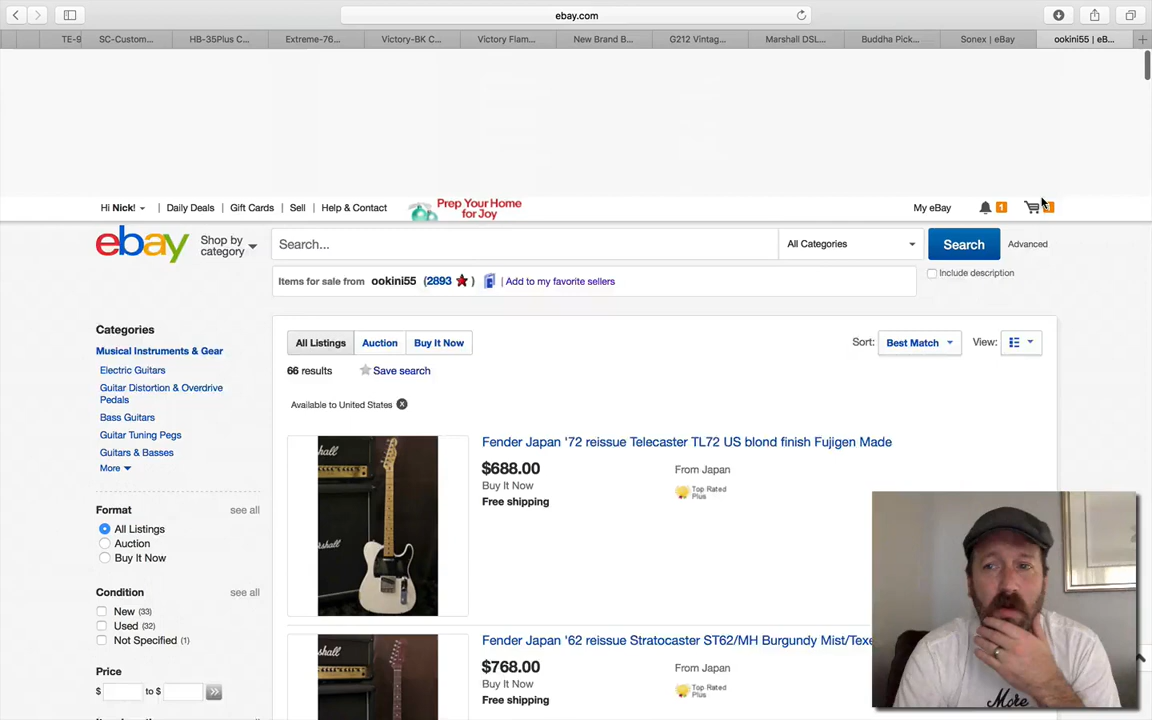 ebay.com
TE-9
SC-Custom...
HB-35Plus C...
Extreme-76...
Victory-BK C...
Victory Flam...
New Brand B...
G212 Vintag...
Marshall DSL...
Buddha Pick...
Sonex | eBay
ookini55 | eB...
Hi Nick!
Daily Deals
Gift Cards
Sell
Help & Contact
Prep Your Home
for Joy
My eBay
1
ebay
Shop by
category
Search...
All Categories
Search
Advanced
Items for sale from ookini55 (2893 ) | Add to my favorite sellers
Include description
Categories
Musical Instruments & Gear
Electric Guitars
Guitar Distortion & Overdrive
Pedals
Bass Guitars
Guitar Tuning Pegs
Guitars & Basses
More
Format see all
All Listings
Auction
Buy It Now
Condition see all
New (33)
Used (32)
Not Specified (1)
Price
$ to $
All Listings Auction Buy It Now
Sort: Best Match View:
66 results Save search
Available to United States
Fender Japan '72 reissue Telecaster TL72 US blond finish Fujigen Made
$688.00 From Japan
Buy It Now Top Rated
Plus
Free shipping
Fender Japan '62 reissue Stratocaster ST62/MH Burgundy Mist/Texe
$768.00 From Japan
Buy It Now Top Rated
Plus
Free shipping
Marshall
More